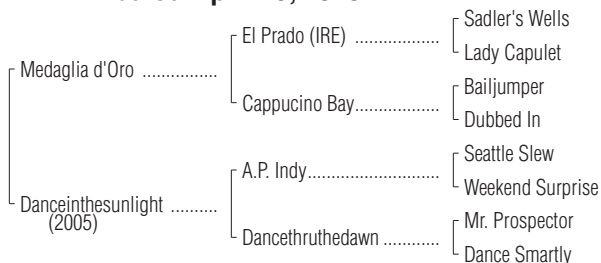 Sadler's Wells
El Prado (IRE) ...................
Lady Capulet
Medaglia d'Oro ................
Bailjumper
Cappucino Bay...................
Dubbed In
Seattle Slew
A.P. Indy.............................
Weekend Surprise
Danceinthesunlight ..........
(2005)
Mr. Prospector
Dancethruthedawn ............
Dance Smartly